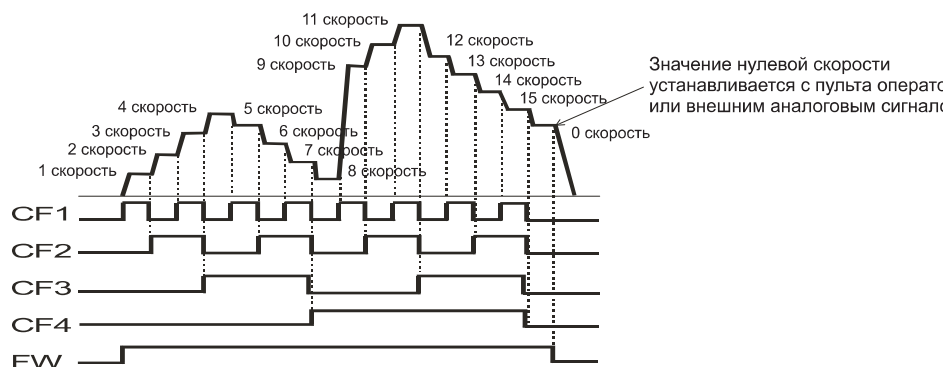 11 скорость
10 скорость
9 скорость
12 скорость
13 скорость
14 скорость
15 скорость
Значение нулевой скорости
устанавливается с пульта операто
или внешним аналоговым сигнало
0 скорость
4 скорость
3 скорость
2 скорость
1 скорость
5 скорость
6 скорость
7 скорость
8 скорость
CF1
CF2
CF3
CF4
FW